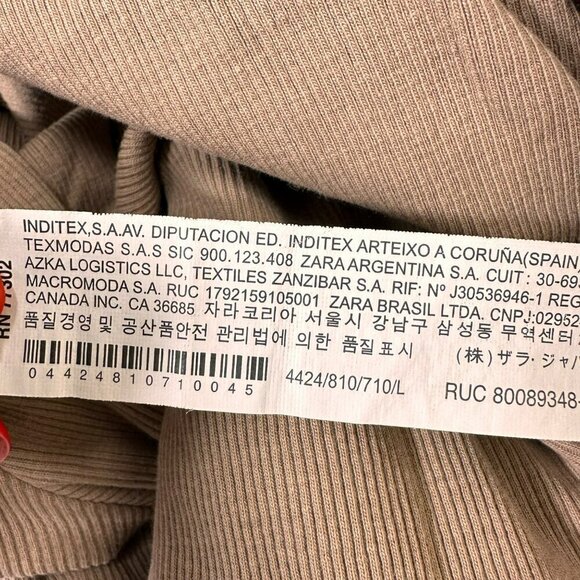 INDITEX,S.A.AV. DIPUTACION ED. INDITEX ARTEIXO A CORUÑA(SPAIN)
TEXMODAS S.A.S SIC 900.123.408 ZARA ARGENTINA S.A. CUIT : 30-69
AZKA LOGISTICS LLC, TEXTILES ZANZIBAR S.A. RIF: Nº J30536946-1 REG
MACROMODA S.A. RUC 1792159105001 ZARA BRASIL LTDA. CNPJ:02952
CANADA INC. CA 36685 자라코리아 서울시 강남구 삼성동 무역센터
품질경영 및 공산품안전 관리법에 의한 품질표시 (株) ザラ・ジャパ
04424810710045
4424/810/710/L
RUC 80089348-
RN 302